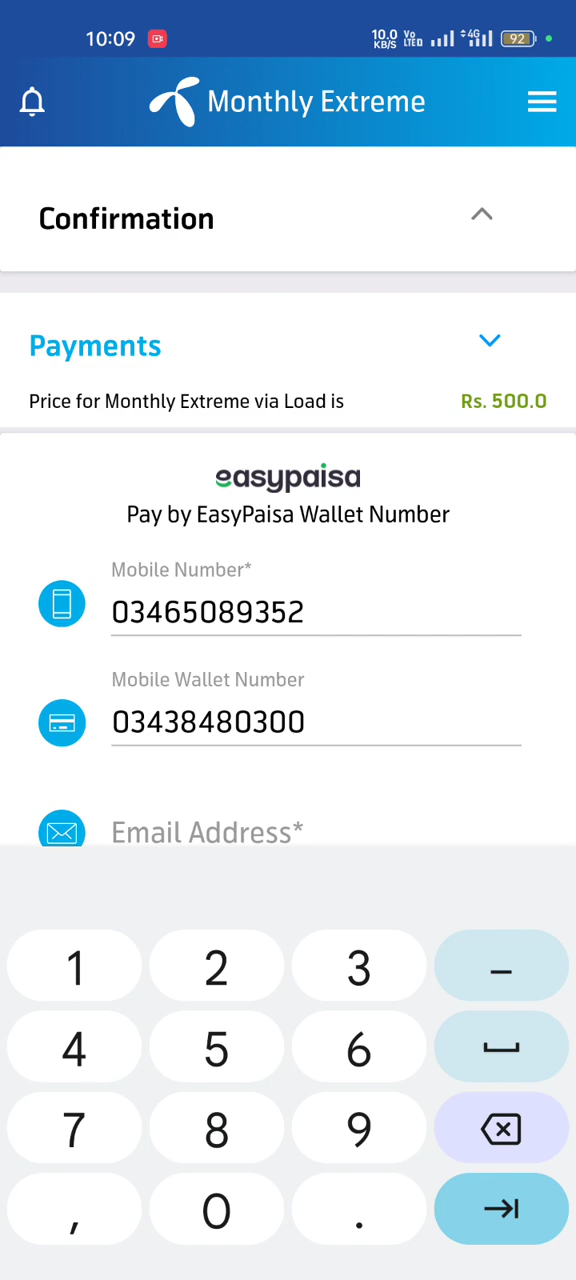 10:09 10.0 KB/S Vo LTED 4G 92
Monthly Extreme
Confirmation
Payments
Price for Monthly Extreme via Load is Rs. 500.0
easypaisa
Pay by EasyPaisa Wallet Number
Mobile Number*
03465089352
Mobile Wallet Number
03438480300
Email Address*
1 2 3 –
4 5 6
7 8 9
, 0 .